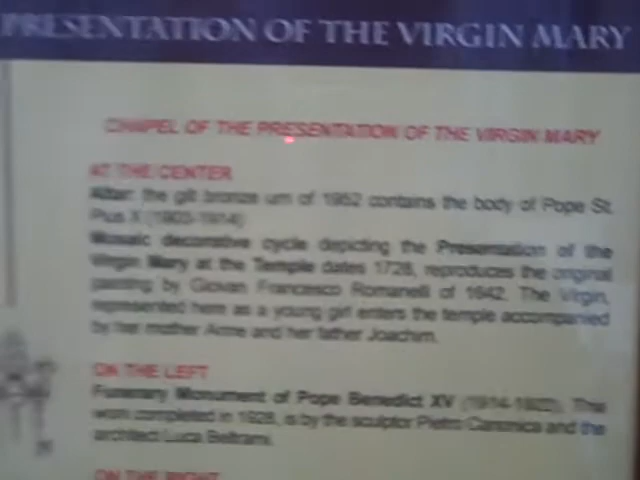 PRESENTATION OF THE VIRGIN MARY
CHAPEL OF THE PRESENTATION OF THE VIRGIN MARY
AT THE CENTER
Altar: the gilt bronze urn of 1952 contains the body of Pope St.
Pius X (1903-1914)
Mosaic decorative cycle depicting the Presentation of the
Virgin Mary at the Temple dates 1728, reproduces the original
painting by Giovan Francesco Romanelli of 1642. The Virgin,
represented here as a young girl enters the temple accompanied
by her mother Anne and her father Joachim.
ON THE LEFT
Funerary Monument of Pope Benedict XV (1914-1922). The
work completed in 1928, is by the sculptor Pietro Canonica and the
architect Luca Beltrami.
ON THE RIGHT